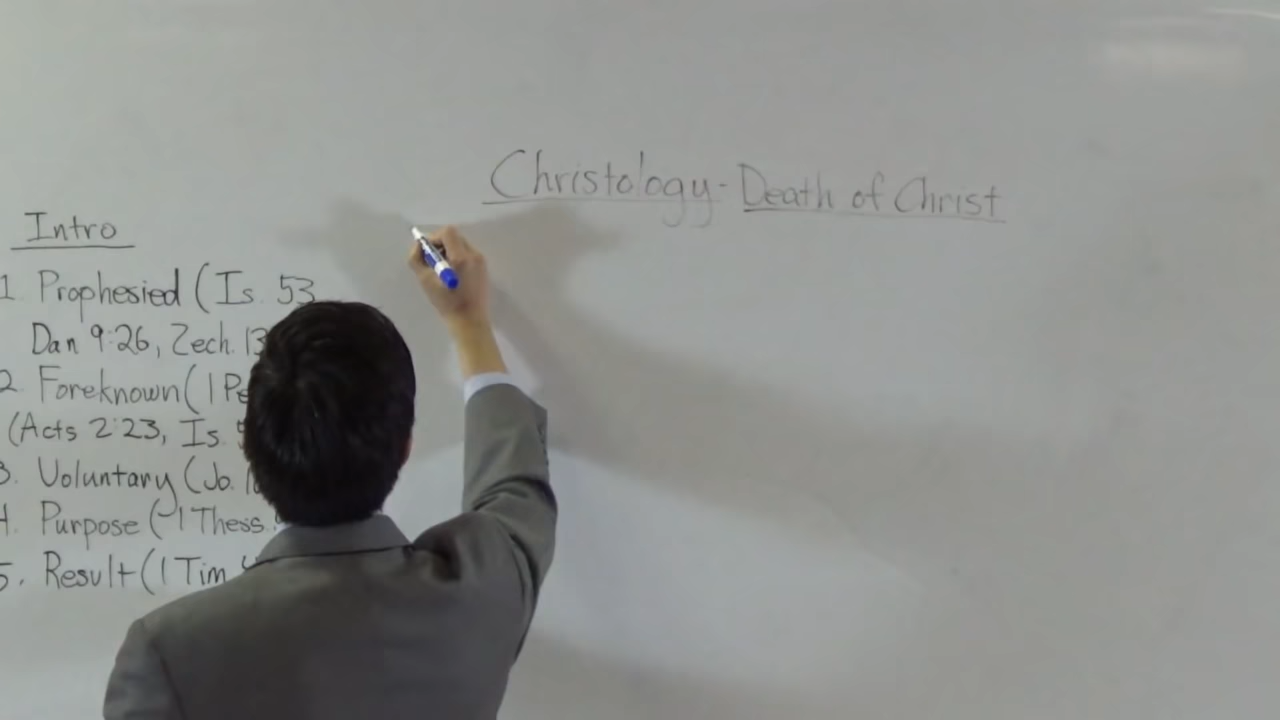 Christology - Death of Christ
Intro
1. Prophesied (Is. 53
Dan 9:26, Zech. 13
2. Foreknown (1 Pe
(Acts 2:23, Is.
3. Voluntary (Jo.
4. Purpose (1 Thess.
5. Result (1 Tim